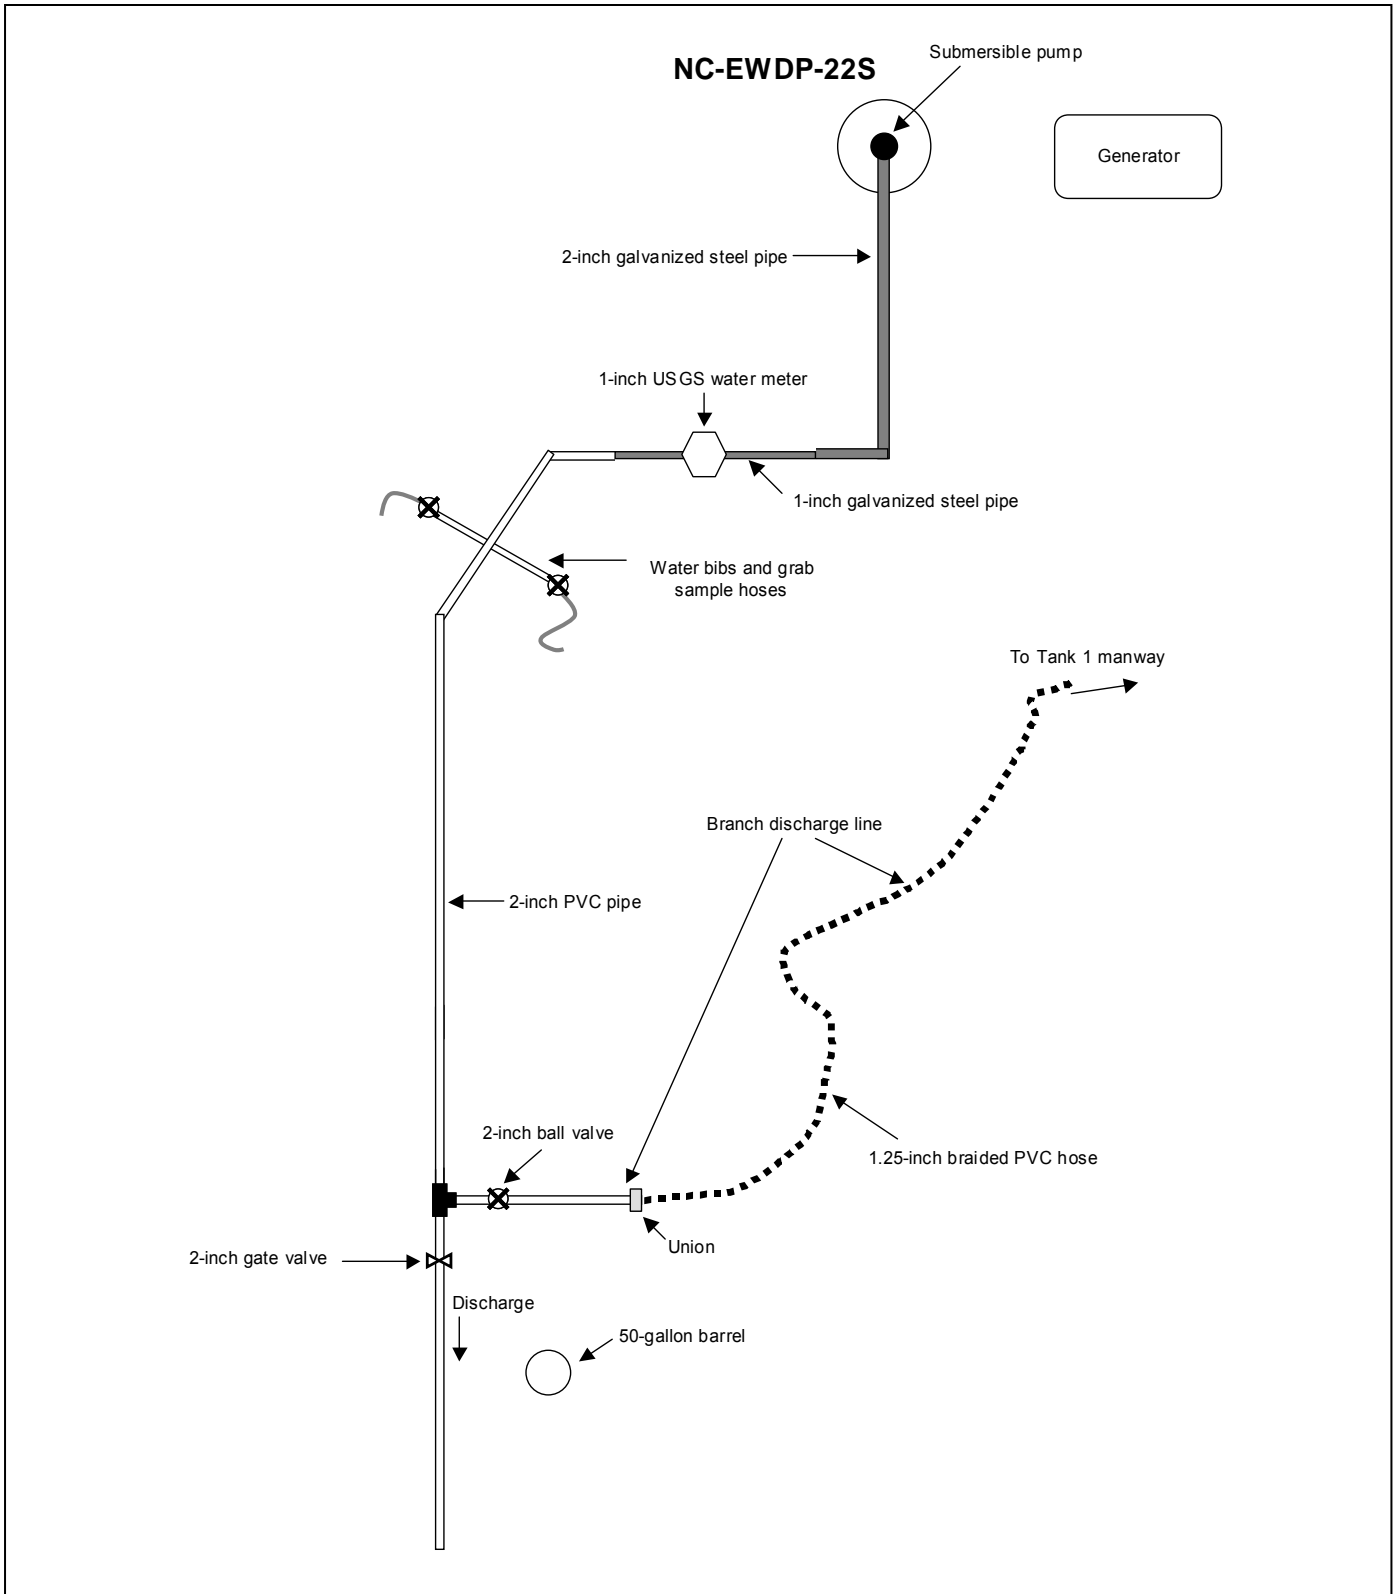 NC-EWDP-22S
Submersible pump
Generator
2-inch galvanized steel pipe
1-inch USGS water meter
1-inch galvanized steel pipe
Water bibs and grab
sample hoses
To Tank 1 manway
Branch discharge line
2-inch PVC pipe
2-inch ball valve
1.25-inch braided PVC hose
Union
2-inch gate valve
Discharge
50-gallon barrel